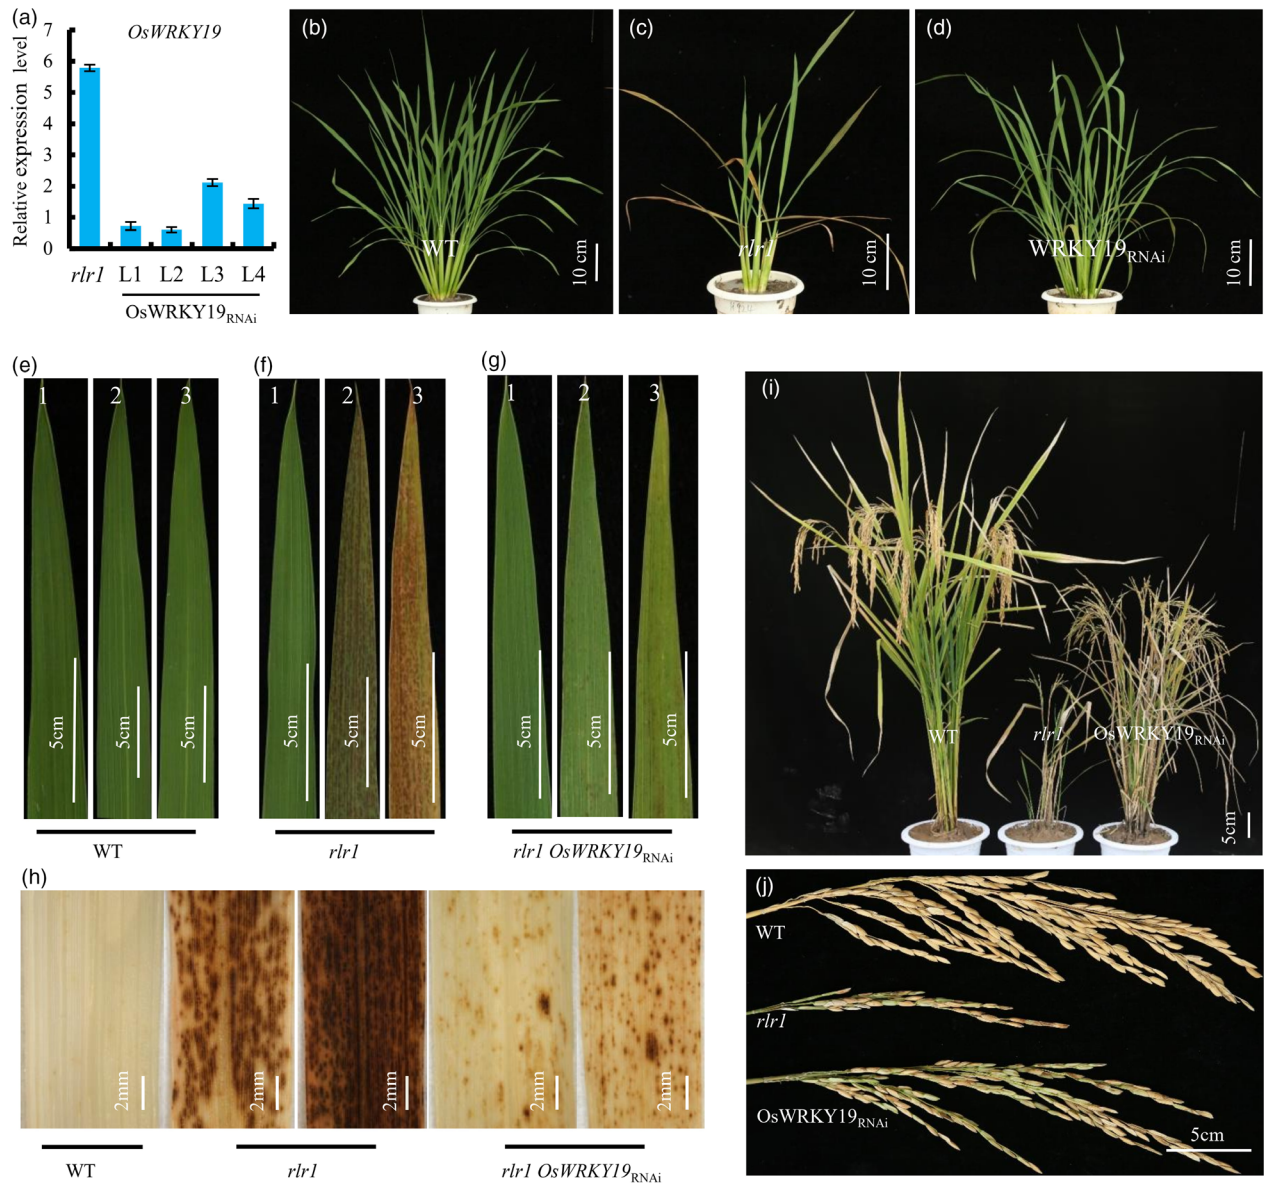 (a)
OsWRKY19
Relative expression level
7
6
5
4
3
2
1
0
rlr1 L1 L2 L3 L4
OsWRKY19RNAi
(b)
WT
10 cm
(c)
rlr1
10 cm
(d)
WRKY19RNAi
10 cm
(e)
1 2 3
5cm 5cm 5cm
WT
(f)
1 2 3
5cm 5cm 5cm
rlr1
(g)
1 2 3
5cm 5cm 5cm
rlr1 OsWRKY19RNAi
(h)
2mm 2mm 2mm 2mm 2mm
WT rlr1 rlr1 OsWRKY19RNAi
(i)
WT rlr1 OsWRKY19RNAi
5cm
(j)
WT
rlr1
OsWRKY19RNAi
5cm